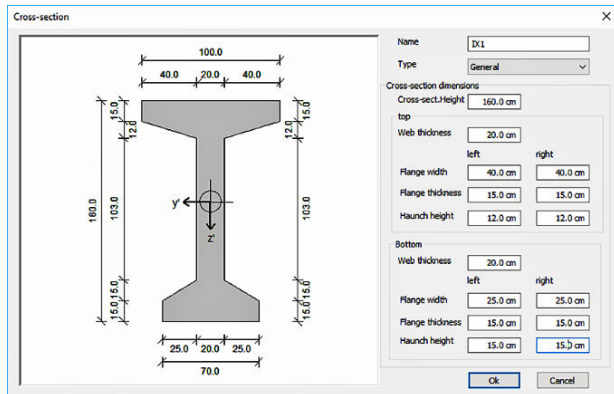 Cross-section
X
100.0
40.0 20.0 40.0
15.0
12.0
160.0
103.0
15.0
15.0
15.0
12.0
103.0
15.0
15.0
y'
z'
25.0 20.0 25.0
70.0
Name IX1
Type General
Cross-section dimensions
Cross-sect.Height 160.0 cm
top
Web thickness 20.0 cm
left right
Flange width 40.0 cm 40.0 cm
Flange thickness 15.0 cm 15.0 cm
Haunch height 12.0 cm 12.0 cm
Bottom
Web thickness 20.0 cm
left right
Flange width 25.0 cm 25.0 cm
Flange thickness 15.0 cm 15.0 cm
Haunch height 15.0 cm 15.0 cm
Ok Cancel